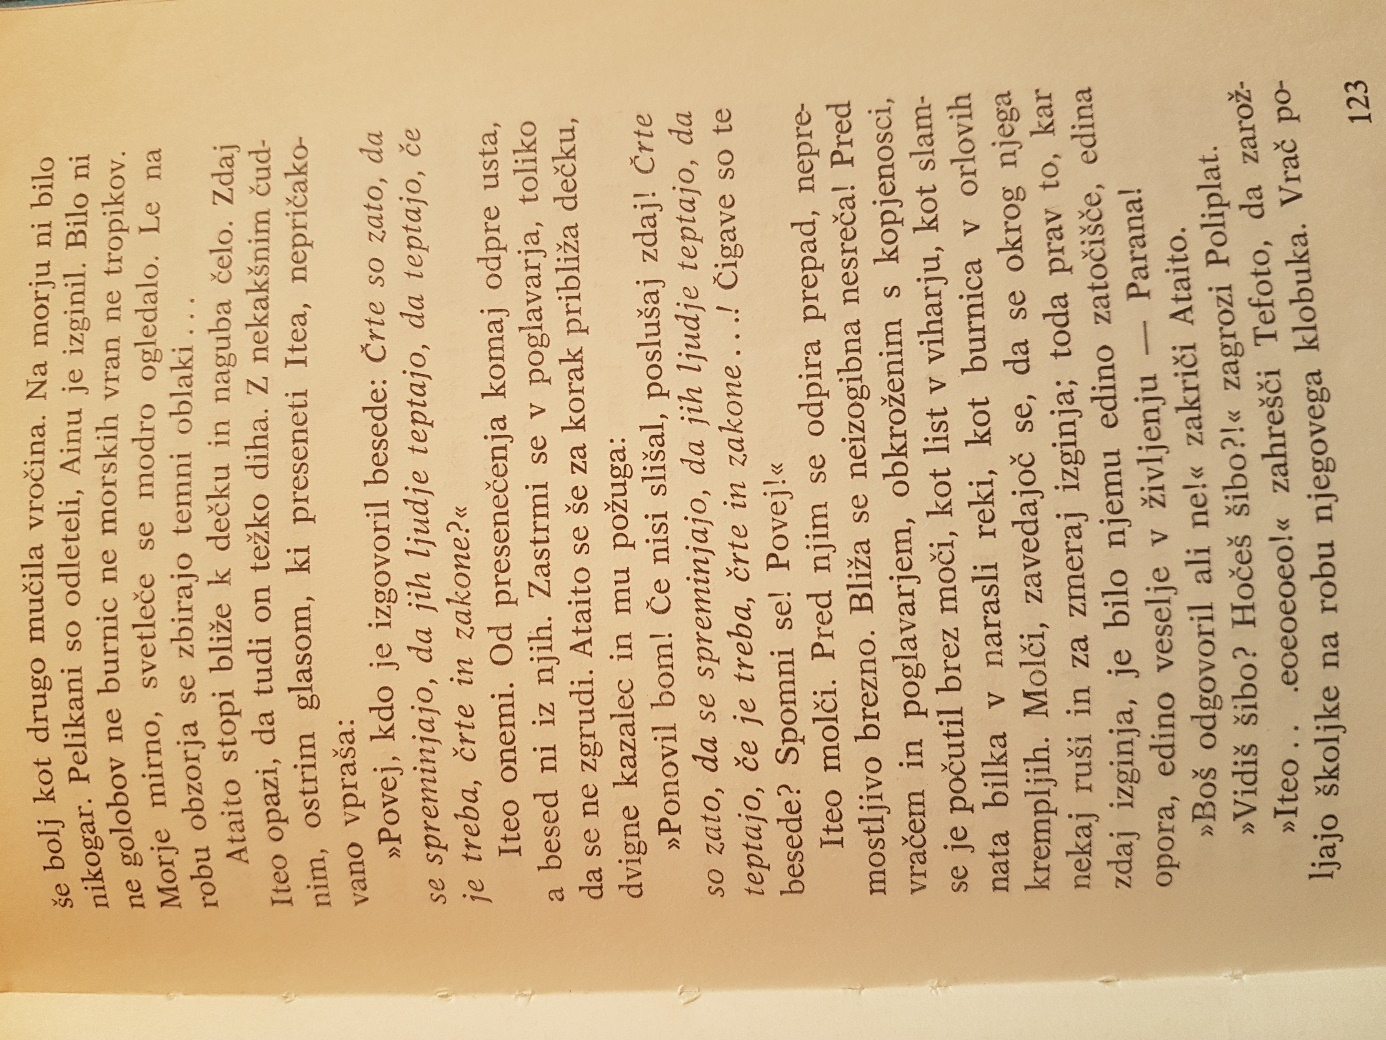 še bolj kot drugo mučila vročina. Na morju ni bilo
nikogar. Pelikani so odleteli, Ainu je izginil. Bilo ni
ne golobov ne burnic ne morskih vran ne tropikov.
Morje mirno, svetleče se modro ogledalo. Le na
robu obzorja se zbirajo temni oblaki...
Ataito stopi bliže k dečku in naguba čelo. Zdaj
Iteo opazi, da tudi on težko diha. Z nekakšnim čud-
nim, ostrim glasom, ki preseneti Itea, nepričako-
vano vpraša:
»Povej, kdo je izgovoril besede: Črte so zato, da
se spreminjajo, da jih ljudje teptajo, da teptajo, če
je treba, črte in zakone?«
Iteo onemi. Od presenečenja komaj odpre usta,
a besed ni iz njih. Zastrmi se v poglavarja, toliko
da se ne zgrudi. Ataito se še za korak približa dečku,
dvigne kazalec in mu požuga:
»Ponovil bom! Če nisi slišal, poslušaj zdaj! Črte
so zato, da se spreminjajo, da jih ljudje teptajo, da
teptajo, če je treba, črte in zakone...! Čigave so te
besede? Spomni se! Povej!«
Iteo molči. Pred njim se odpira prepad, nepre-
mostljivo brezno. Bliža se neizogibna nesreča! Pred
vračem in poglavarjem, obkroženim s kopjenosci,
se je počutil brez moči, kot list v viharju, kot slam-
nata bilka v narasli reki, kot burnica v orlovih
krempljih. Molči, zavedajoč se, da se okrog njega
nekaj ruši in za zmeraj izginja; toda prav to, kar
zdaj izginja, je bilo njemu edino zatočišče, edina
opora, edino veselje v življenju — Parana!
»Boš odgovoril ali ne!« zakriči Ataito.
»Vidiš šibo? Hočeš šibo?!« zagrozi Poliplat.
»Iteo.. .eoeoeoeo!« zahrešči Tefoto, da zarož-
ljajo školjke na robu njegovega klobuka. Vrač po-
123